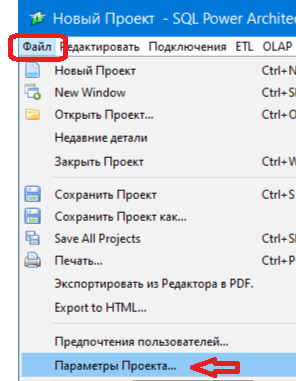 Новый Проект - SQL Power Architec
Файл Редактировать Подключения ETL OLAP
Новый Проект Ctrl+N
New Window Ctrl+S
Открыть Проект... Ctrl+O
Недавние детали
Закрыть Проект Ctrl+W
Сохранить Проект Ctrl+S
Сохранить Проект как...
Save All Projects Ctrl+S
Печать... Ctrl+P
Экспортировать из Редактора в PDF.
Export to HTML...
Предпочтения пользователей...
Параметры Проекта...